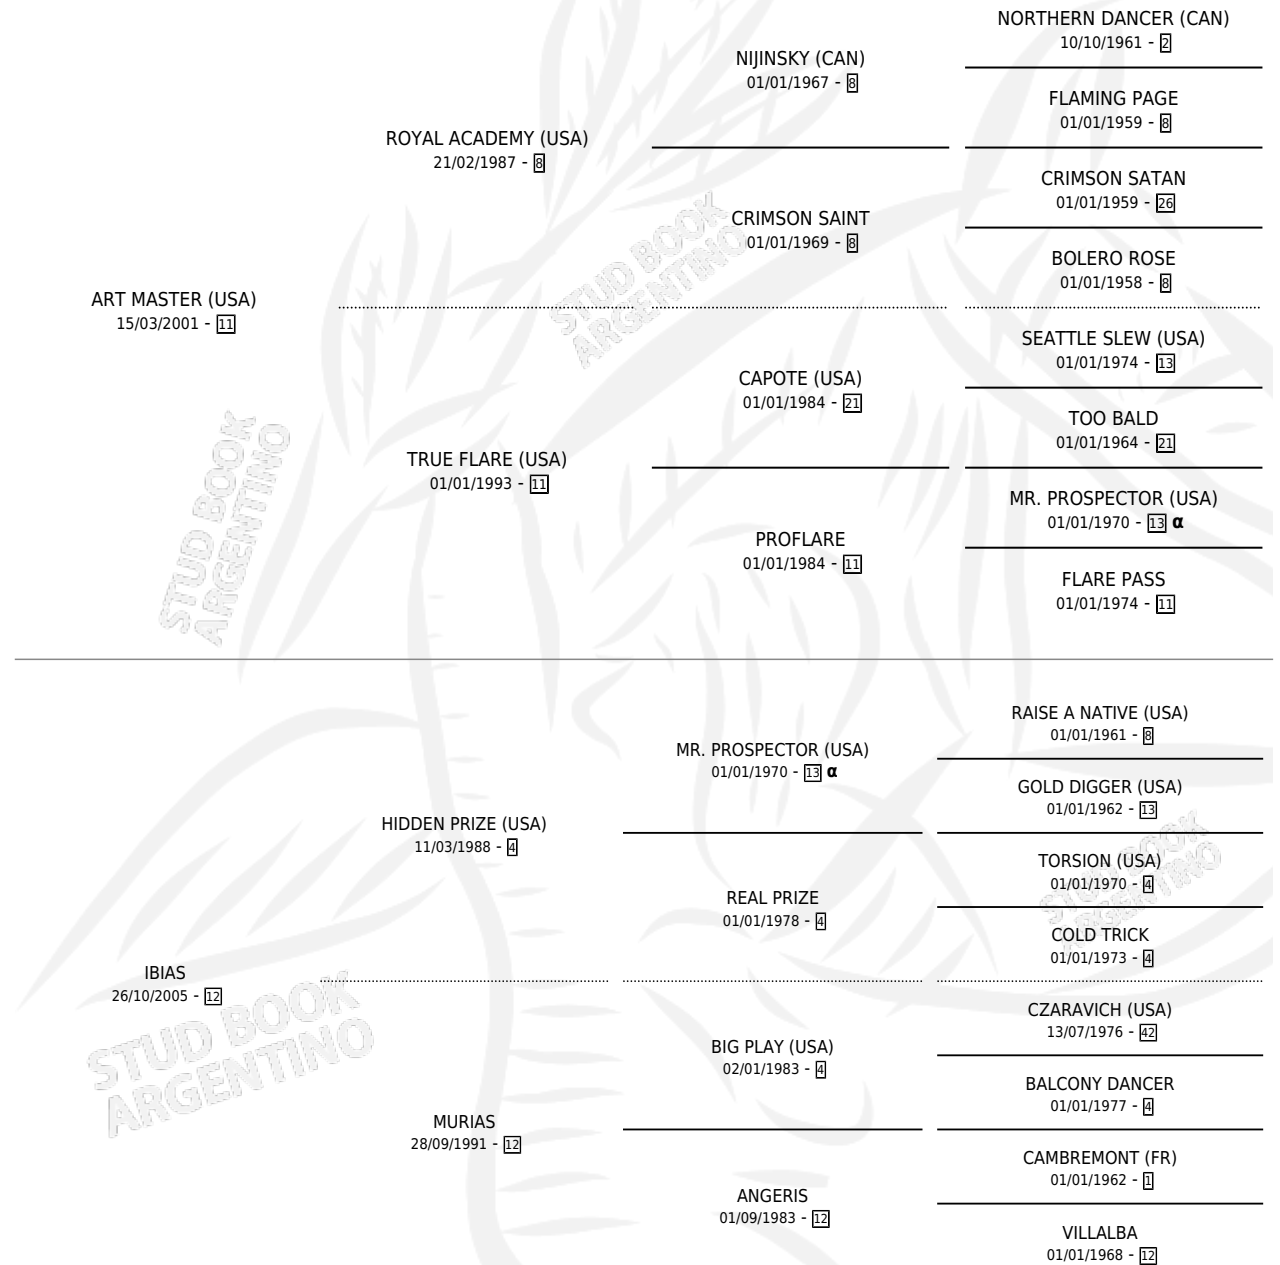 NORTHERN DANCER (CAN)
10/10/1961 - 2
NIJINSKY (CAN)
01/01/1967 - 8
FLAMING PAGE
01/01/1959 - 8
ROYAL ACADEMY (USA)
21/02/1987 - 8
CRIMSON SATAN
01/01/1959 - 26
CRIMSON SAINT
01/01/1969 - 8
BOLERO ROSE
01/01/1958 - 8
ART MASTER (USA)
15/03/2001 - 11
SEATTLE SLEW (USA)
01/01/1974 - 13
CAPOTE (USA)
01/01/1984 - 21
TOO BALD
01/01/1964 - 21
TRUE FLARE (USA)
01/01/1993 - 11
MR. PROSPECTOR (USA)
01/01/1970 - 13 α
PROFLARE
01/01/1984 - 11
FLARE PASS
01/01/1974 - 11
RAISE A NATIVE (USA)
01/01/1961 - 8
MR. PROSPECTOR (USA)
01/01/1970 - 13 α
GOLD DIGGER (USA)
01/01/1962 - 13
HIDDEN PRIZE (USA)
11/03/1988 - 4
TORSION (USA)
01/01/1970 - 4
REAL PRIZE
01/01/1978 - 4
COLD TRICK
01/01/1973 - 4
IBIAS
26/10/2005 - 12
CZARAVICH (USA)
13/07/1976 - 42
BIG PLAY (USA)
02/01/1983 - 4
BALCONY DANCER
01/01/1977 - 4
MURIAS
28/09/1991 - 12
CAMBREMONT (FR)
01/01/1962 - 1
ANGERIS
01/09/1983 - 12
VILLALBA
01/01/1968 - 12
STUD BOOK
ARGENTINO
STUD BOOK
ARGENTINO
STUD BOOK
ARGENTINO
STUD BOOK
ARGENTINO